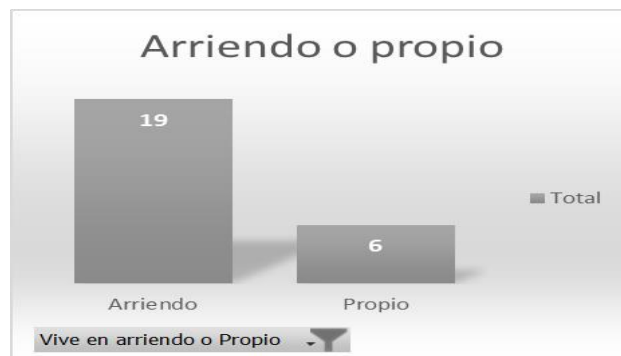 Arriendo o propio
19
6
Total
Arriendo Propio
Vive en arriendo o Propio